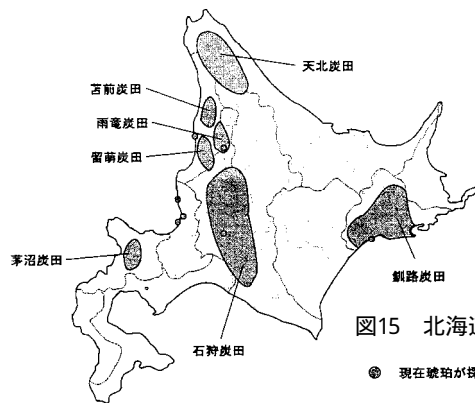 天北炭田
苫前炭田
雨竜炭田
留萌炭田
茅沼炭田
釧路炭田
石狩炭田
図15 北海道
現在琥珀が採